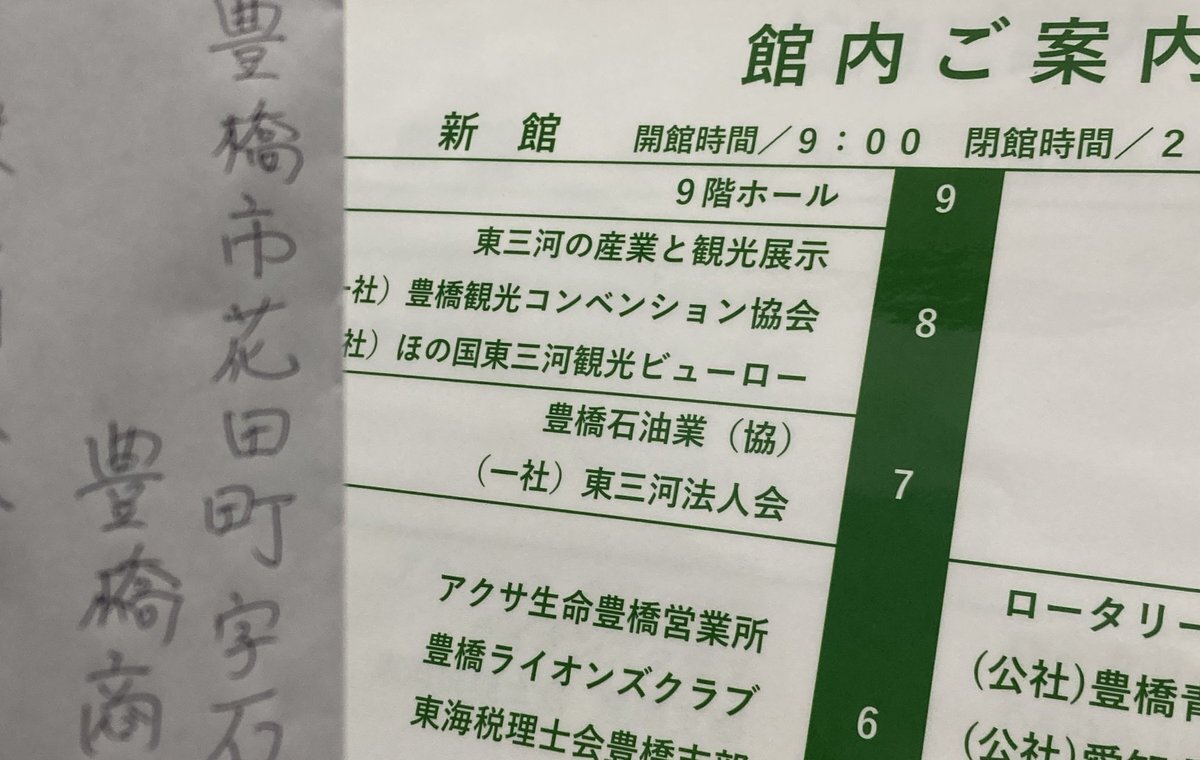 豊橋市花田町字石
豊橋商
館内ご案内
新館 開館時間／9：00 閉館時間／2
9階ホール 9
東三河の産業と観光展示
社）豊橋観光コンベンション協会 8
社）ほの国東三河観光ビューロー
豊橋石油業（協）
（一社）東三河法人会 7
アクサ生命豊橋営業所
豊橋ライオンズクラブ
東海税理士会豊橋支部 6
ロータリー
（公社）豊橋青
（公社）愛知